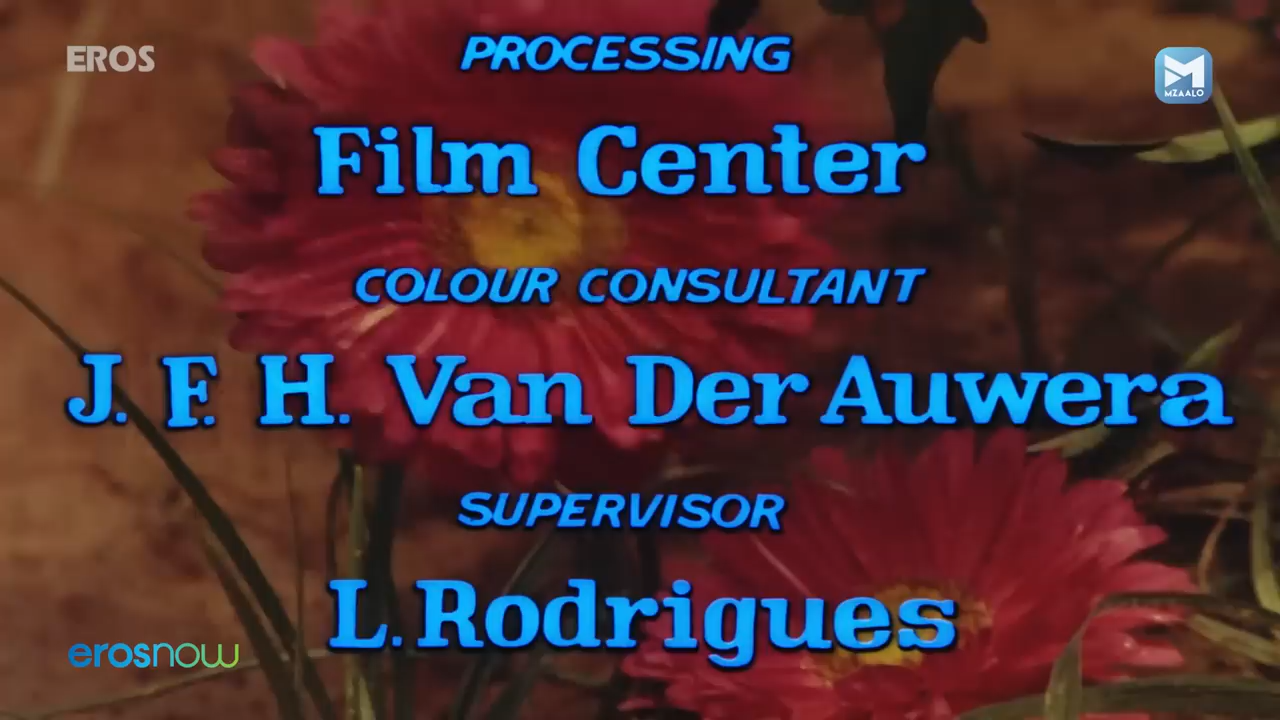 EROS
MZAALO
PROCESSING
Film Center
COLOUR CONSULTANT
J. F. H. Van Der Auwera
SUPERVISOR
L. Rodrigues
erosnow